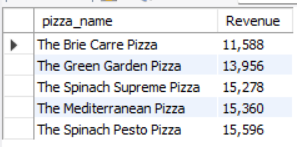 pizza_name Revenue
The Brie Carre Pizza 11,588
The Green Garden Pizza 13,956
The Spinach Supreme Pizza 15,278
The Mediterranean Pizza 15,360
The Spinach Pesto Pizza 15,596